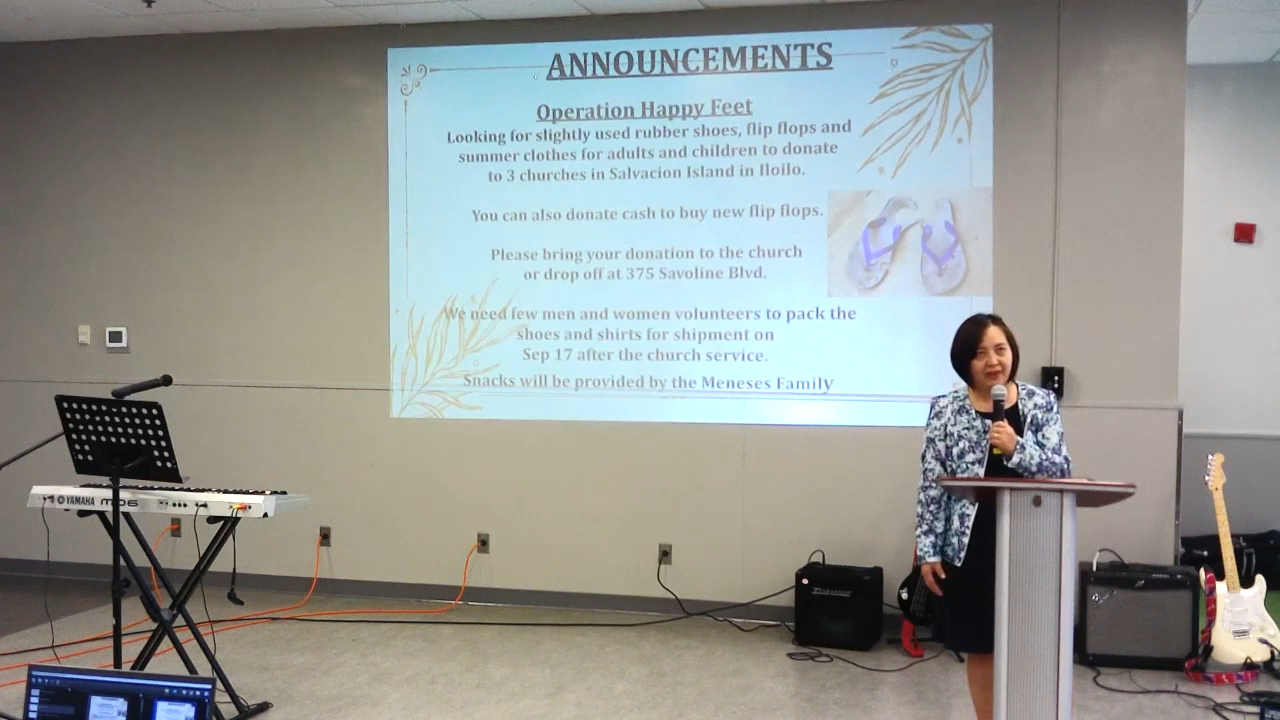 ANNOUNCEMENTS
Operation Happy Feet
Looking for slightly used rubber shoes, flip flops and
summer clothes for adults and children to donate
to 3 churches in Salvacion Island in Iloilo.
You can also donate cash to buy new flip flops.
Please bring your donation to the church
or drop off at 375 Savoline Blvd.
We need few men and women volunteers to pack the
shoes and shirts for shipment on
Sep 17 after the church service.
Snacks will be provided by the Meneses Family
YAMAHA MO6